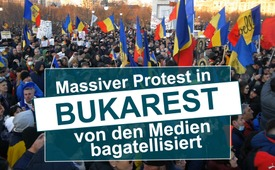 Massiver Protest in
BUKAREST
von den Medien
bagatellisiert